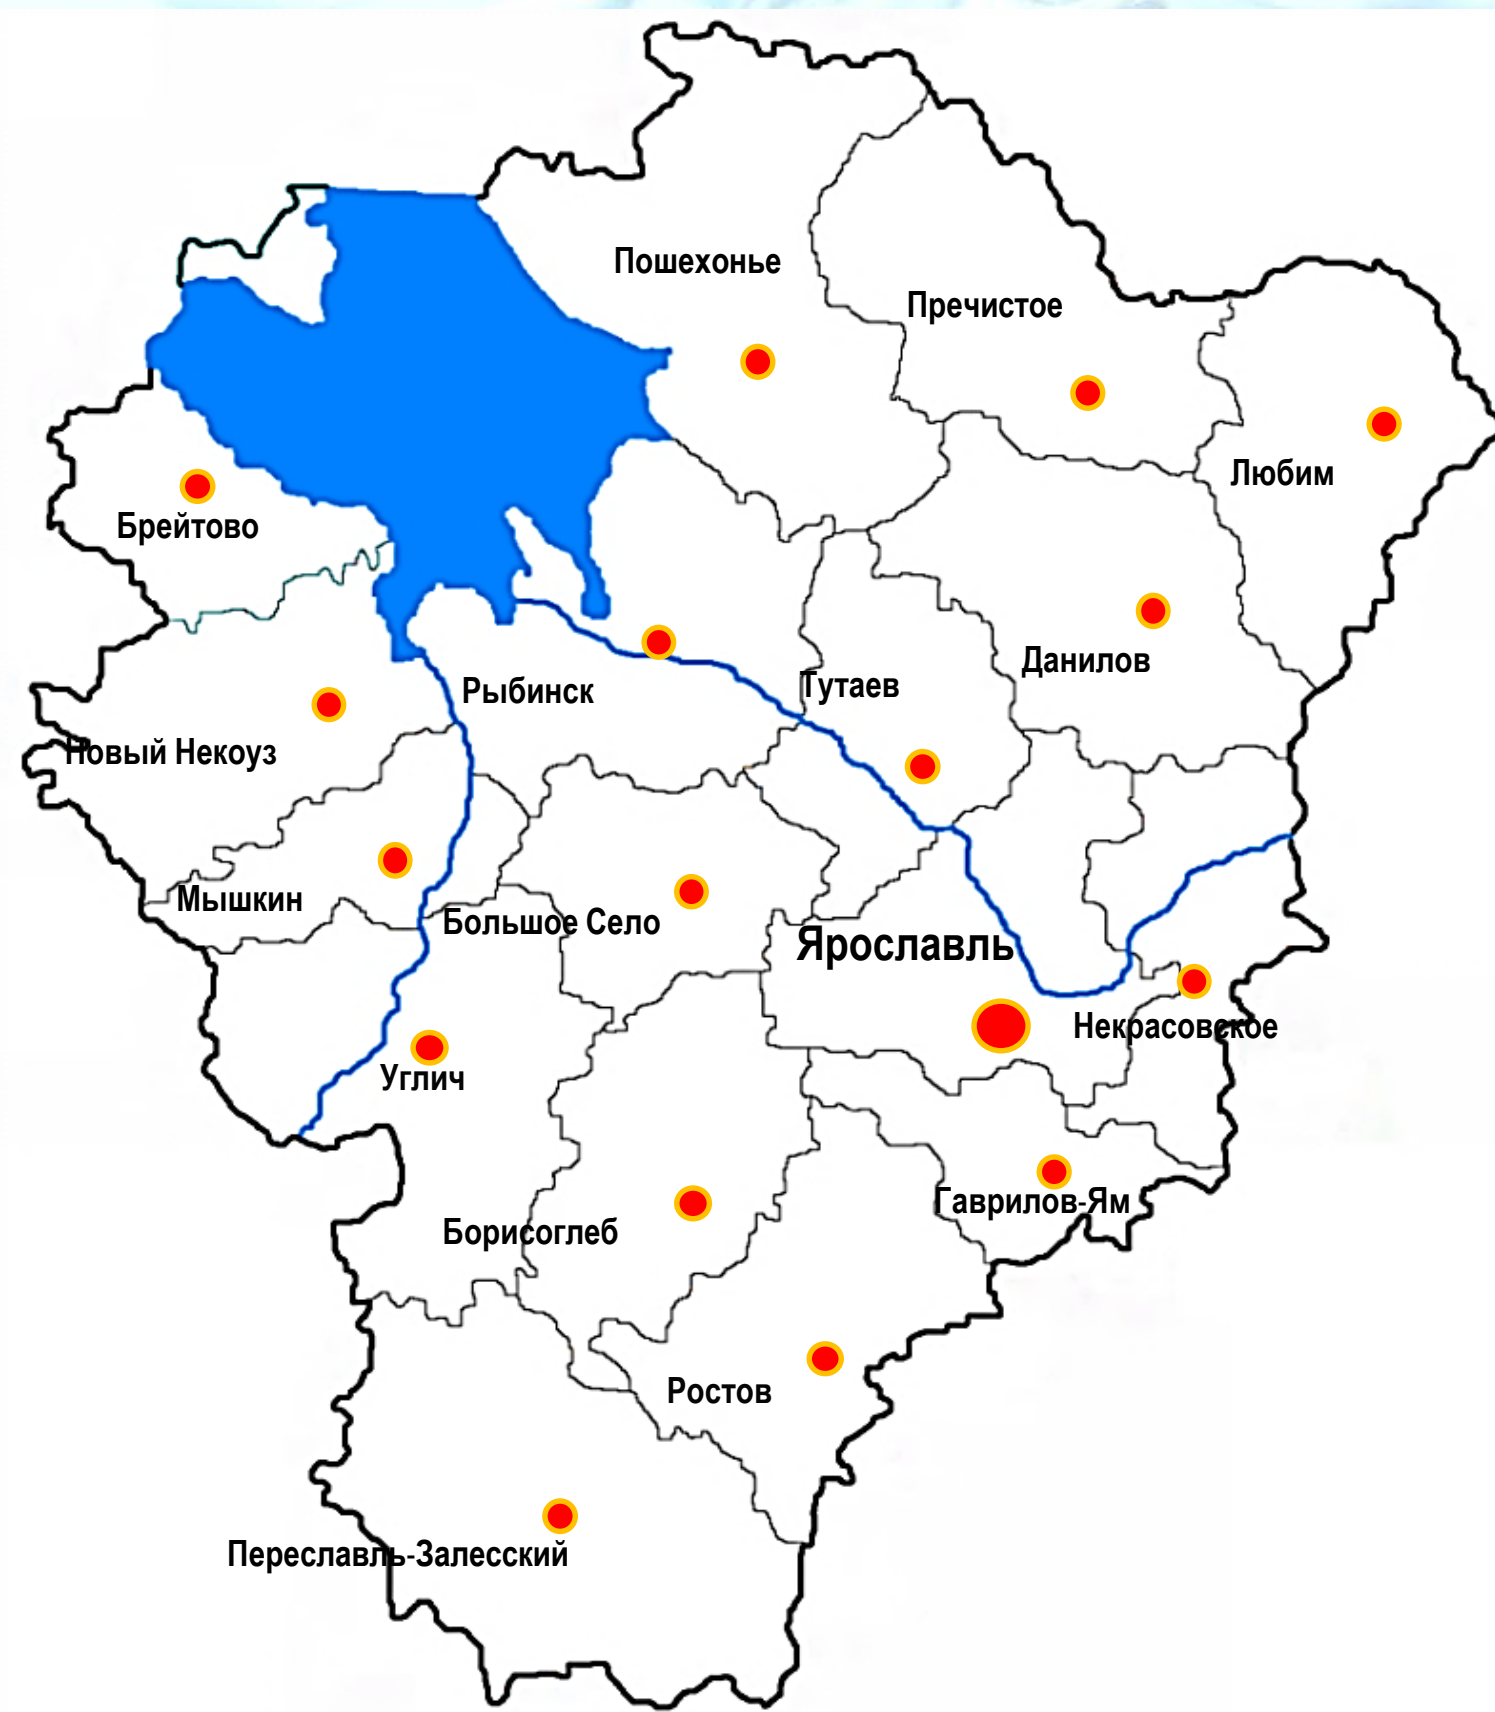 Пошехонье
Пречистое
Любим
Брейтово
Данилов
Рыбинск
Тутаев
Новый Некоуз
Мышкин
Большое Село
Ярославль
Некрасовское
Углич
Гаврилов-Ям
Борисоглеб
Ростов
Переславль-Залесский